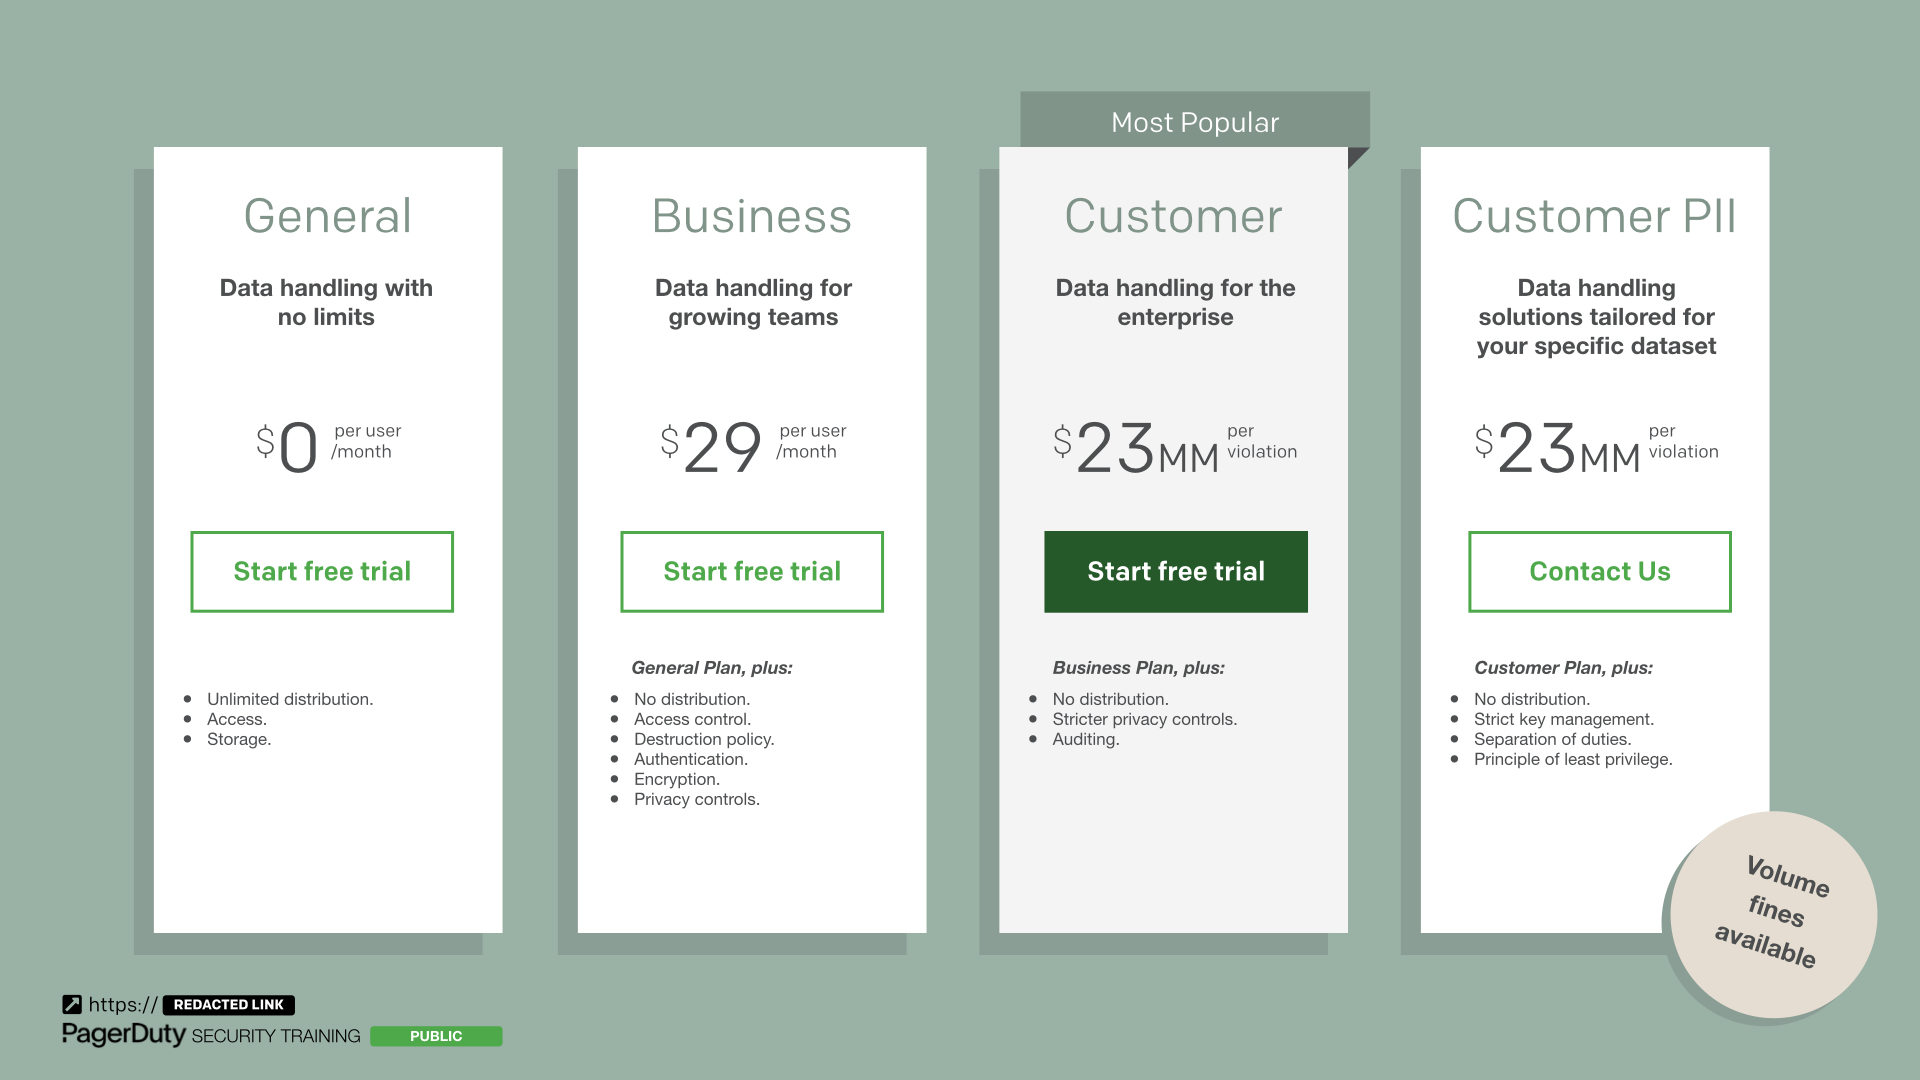 Most Popular
General
Data handling with
no limits
$0 per user
/month
Start free trial
Unlimited distribution.
Access.
Storage.
Business
Data handling for
growing teams
$29 per user
/month
Start free trial
General Plan, plus:
No distribution.
Access control.
Destruction policy.
Authentication.
Encryption.
Privacy controls.
Customer
Data handling for the
enterprise
$23MM per
violation
Start free trial
Business Plan, plus:
No distribution.
Stricter privacy controls.
Auditing.
Customer PII
Data handling
solutions tailored for
your specific dataset
$23MM per
violation
Contact Us
Customer Plan, plus:
No distribution.
Strict key management.
Separation of duties.
Principle of least privilege.
Volume
fines
available
https:// REDACTED LINK
PagerDuty SECURITY TRAINING PUBLIC